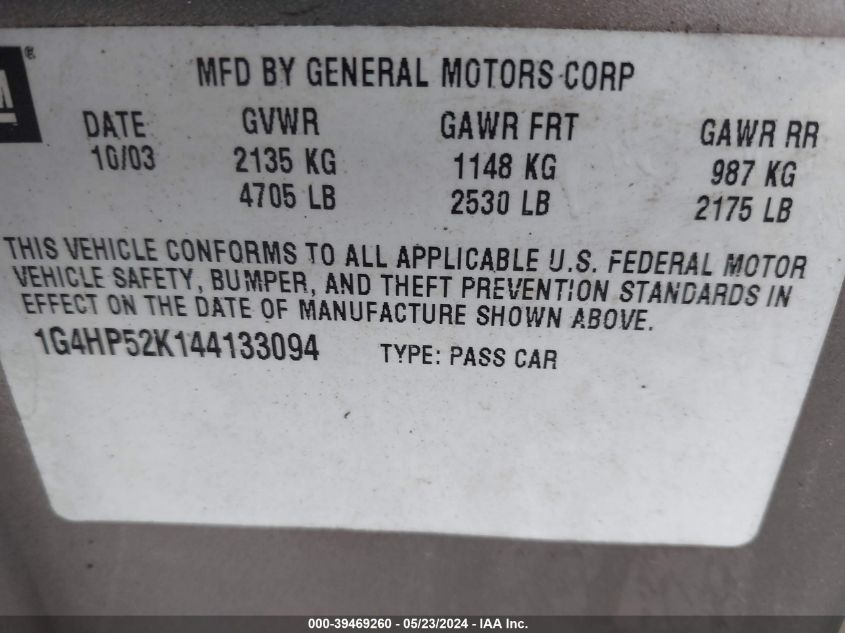 M®
MFD BY GENERAL MOTORS CORP
DATE GVWR GAWR FRT GAWR RR
10/03 2135 KG 1148 KG 987 KG
4705 LB 2530 LB 2175 LB
THIS VEHICLE CONFORMS TO ALL APPLICABLE U.S. FEDERAL MOTOR
VEHICLE SAFETY, BUMPER, AND THEFT PREVENTION STANDARDS IN
EFFECT ON THE DATE OF MANUFACTURE SHOWN ABOVE.
1G4HP52K144133094 TYPE: PASS CAR
000-39469260 - 05/23/2024 - IAA Inc.